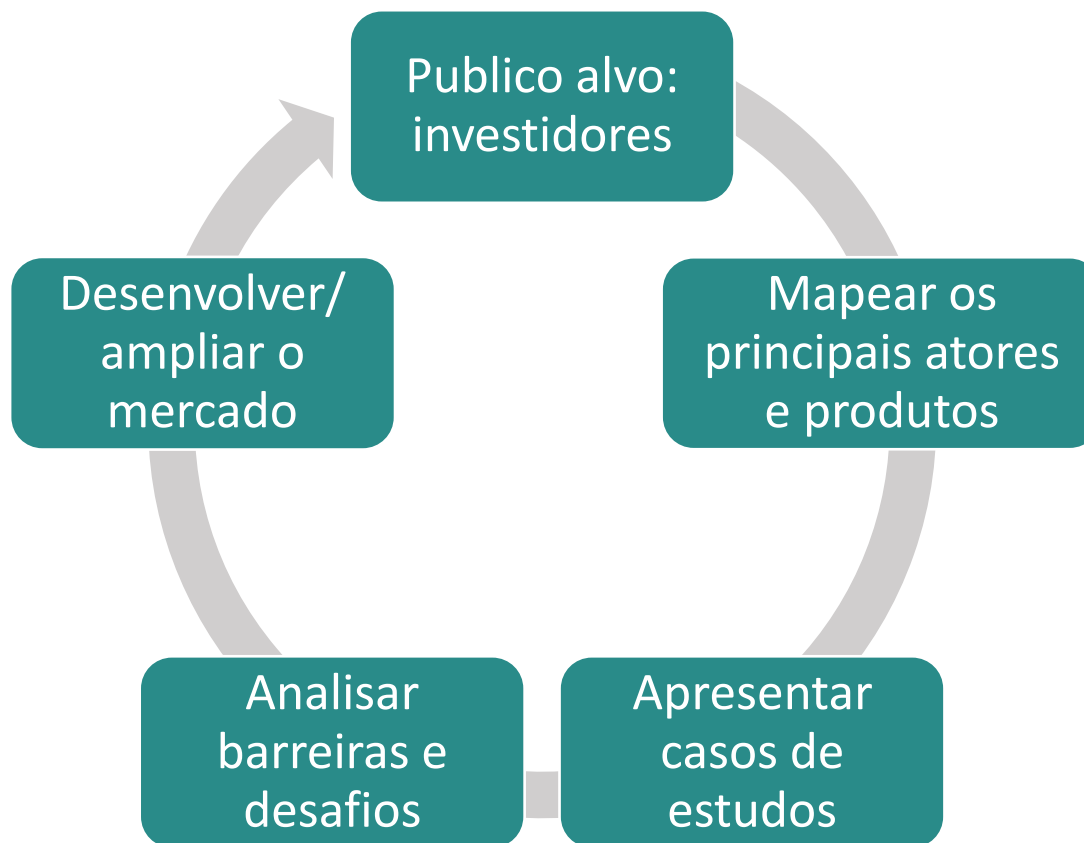 Publico alvo:
investidores
Mapear os
principais atores
e produtos
Apresentar
casos de
estudos
Analisar
barreiras e
desafios
Desenvolver/
ampliar o
mercado